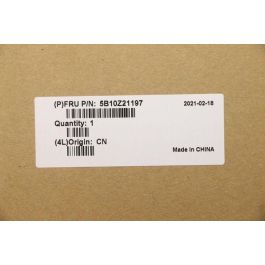 (P)FRU P/N: 5B10Z21197 2021-02-18
Quantity: 1
(4L)Origin: CN
Made in CHINA